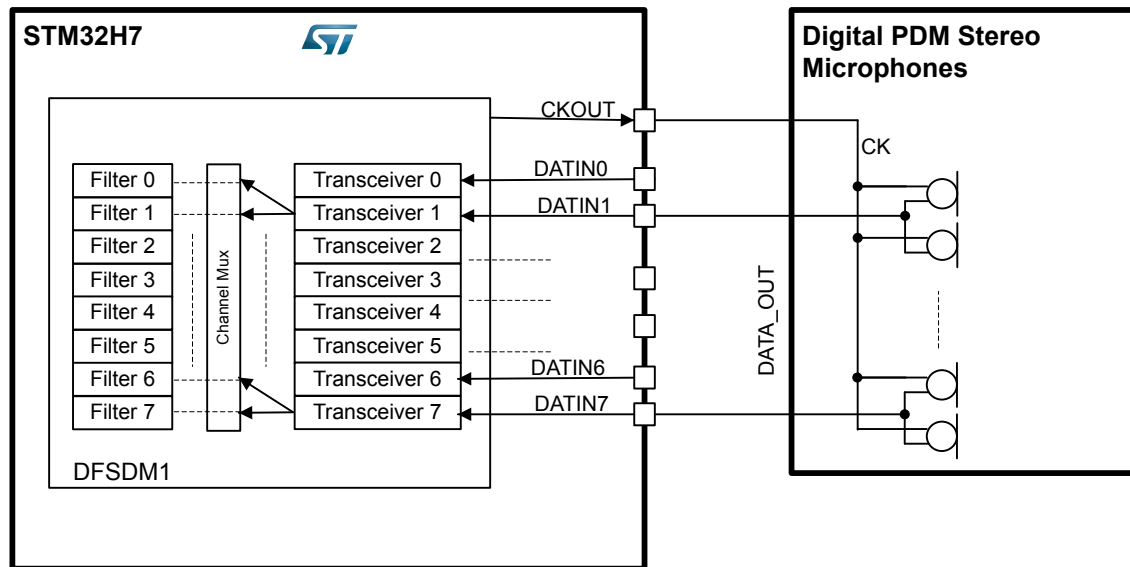 STM32H7
ST
Digital PDM Stereo
Microphones
CKOUT
CK
DATIN0
DATIN1
Filter 0
Filter 1
Filter 2
Filter 3
Filter 4
Filter 5
Filter 6
Filter 7
Channel Mux
Transceiver 0
Transceiver 1
Transceiver 2
Transceiver 3
Transceiver 4
Transceiver 5
Transceiver 6
Transceiver 7
DATIN6
DATIN7
DATA_OUT
DFSDM1